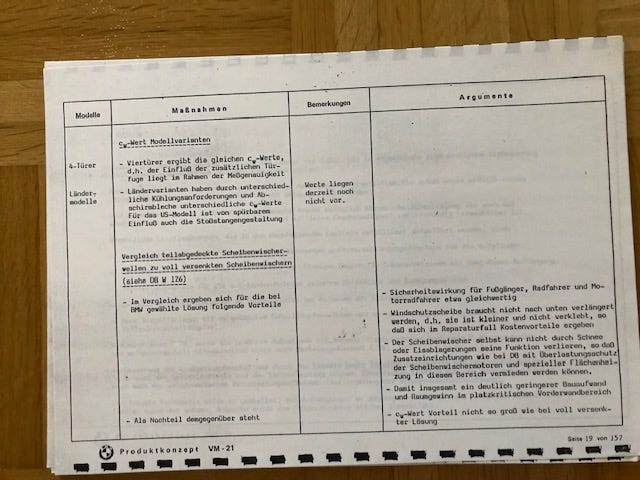 Modelle
Maßnahmen
Bemerkungen
Argumente
cw-Wert Modellvarianten
4-Türer
- Viertürer ergibt die gleichen cw-Werte,
d.h. der Einfluß der zusätzlichen Tür-
fuge liegt im Rahmen der Meßgenauigkeit
Länder-
modelle
- Ländervarianten haben durch unterschied-
liche Kühlungsanforderungen und Ab-
schirmbleche unterschiedliche cw-Werte
Für das US-Modell ist von spürbarem
Einfluß auch die Stoßstangengestaltung
Werte liegen
derzeit noch
nicht vor.
Vergleich teilabgedeckte Scheibenwischer-
wellen zu voll versenkten Scheibenwischern
(siehe DB W 126)
- Im Vergleich ergeben sich für die bei
BMW gewählte Lösung folgende Vorteile
- Sicherheitswirkung für Fußgänger, Radfahrer und Mo-
torradfahrer etwa gleichwertig
- Windschutzscheibe braucht nicht nach unten verlängert
werden, d.h. sie ist kleiner und nicht verklebt, so
daß sich im Reparaturfall Kostenvorteile ergeben
- Der Scheibenwischer selbst kann nicht durch Schnee
oder Eisablagerungen seine Funktion verlieren, so daß
Zusatzeinrichtungen wie bei DB mit Überlastungsschutz
der Scheibenwischermotoren und spezieller Flächenhei-
zung in diesem Bereich vermieden werden können.
- Damit insgesamt ein deutlich geringerer Bauaufwand
und Raumgewinn im platzkritischen Vorderwandbereich
- Als Nachteil demgegenüber steht
- cw-Wert Vorteil nicht so groß wie bei voll versenk-
ter Lösung
Produktkonzept VM-21
Seite 19 von 157